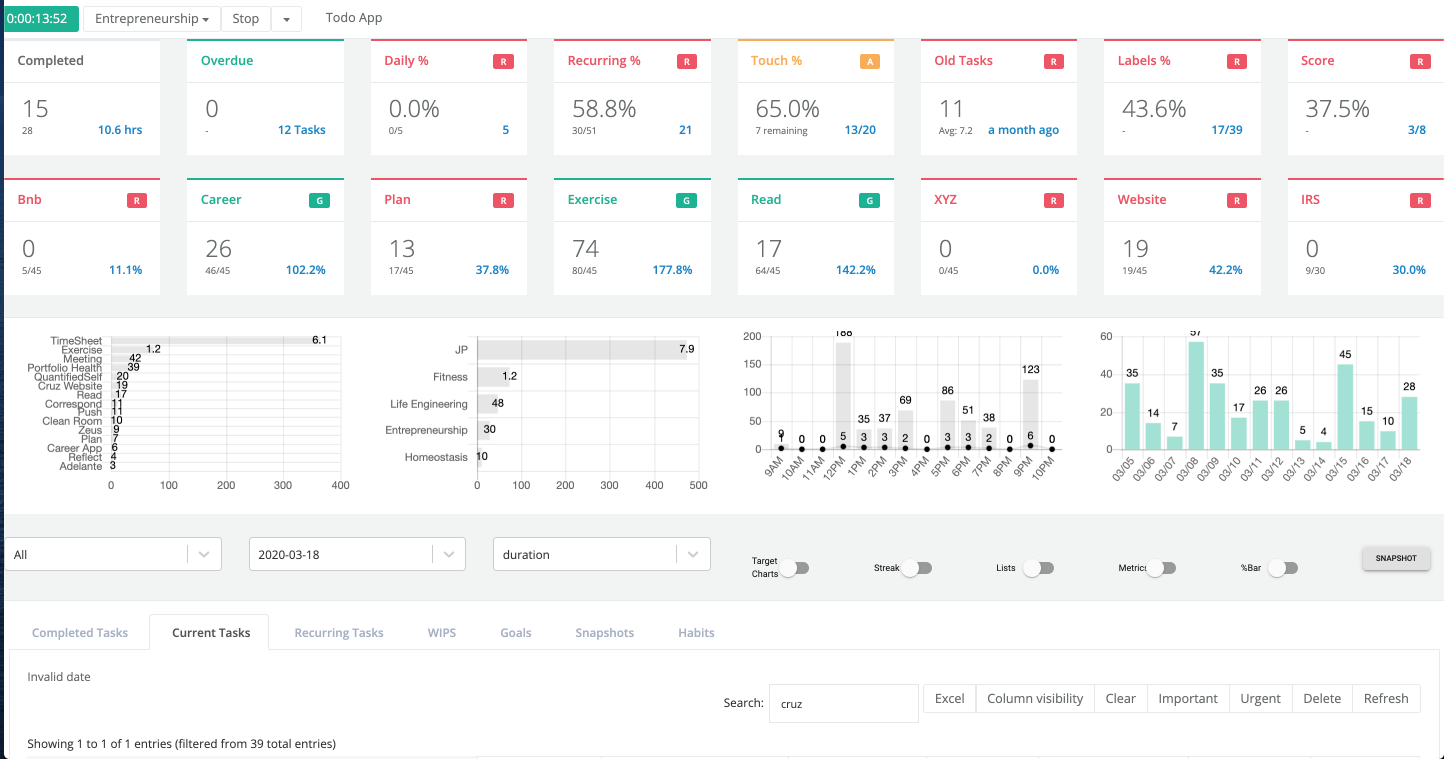 0:00:13:52 Entrepreneurship Stop Todo App
Completed Overdue Daily % R Recurring % R Touch % A Old Tasks R Labels % R Score R
15 0 0.0% 58.8% 65.0% 11 43.6% 37.5%
28 10.6 hrs - 12 Tasks 0/5 5 30/51 21 7 remaining 13/20 Avg: 7.2 a month ago - 17/39 - 3/8
Bnb R Career G Plan R Exercise G Read G XYZ R Website R IRS R
0 26 13 74 17 0 19 0
5/45 11.1% 46/45 102.2% 17/45 37.8% 80/45 177.8% 64/45 142.2% 0/45 0.0% 19/45 42.2% 9/30 30.0%
TimeSheet 6.1
Exercise 1.2
Meeting 42
Portfolio Health 39
QuantifiedSelf 20
Cruz Website 19
Read 17
Correspond 11
Push 11
Clean Room 10
Zeus 9
Plan 7
Career App 6
Reflect 4
Adelante 3
0 100 200 300 400
JP 7.9
Fitness 1.2
Life Engineering 48
Entrepreneurship 30
Homeostasis 10
0 100 200 300 400 500
200
150
100
50
0
9 0 0 188 35 37 69 0 86 51 38 0 123 0
1 0 0 5 3 3 2 0 3 3 2 0 6 0
9AM 10AM 11AM 12PM 1PM 2PM 3PM 4PM 5PM 6PM 7PM 8PM 9PM 10PM
60
40
20
0
35 14 7 57 35 17 26 26 5 4 45 15 10 28
03/05 03/06 03/07 03/08 03/09 03/10 03/11 03/12 03/13 03/14 03/15 03/16 03/17 03/18
All 2020-03-18 duration Target Charts Streak Lists Metrics %Bar SNAPSHOT
Completed Tasks Current Tasks Recurring Tasks WIPS Goals Snapshots Habits
Invalid date
Search: cruz Excel Column visibility Clear Important Urgent Delete Refresh
Showing 1 to 1 of 1 entries (filtered from 39 total entries)